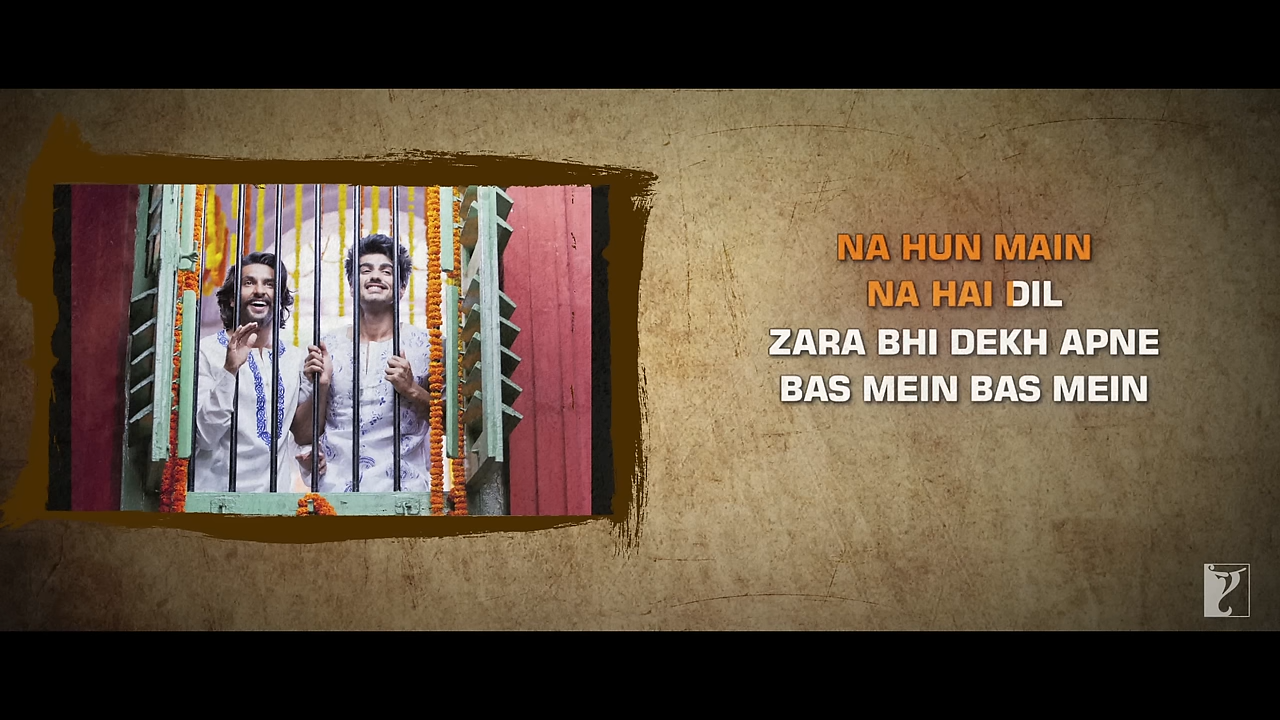 NA HUN MAIN
NA HAI DIL
ZARA BHI DEKH APNE
BAS MEIN BAS MEIN